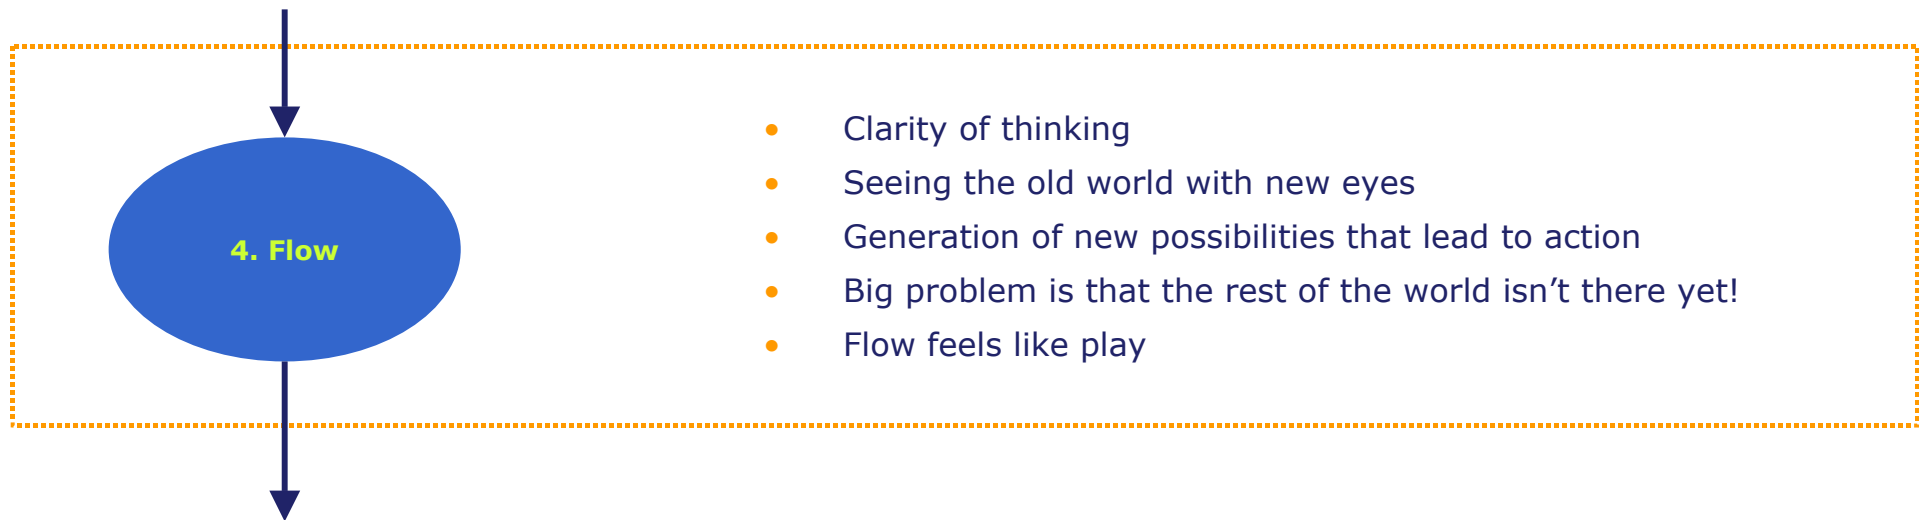 4. Flow
• Clarity of thinking
• Seeing the old world with new eyes
• Generation of new possibilities that lead to action
• Big problem is that the rest of the world isn’t there yet!
• Flow feels like play